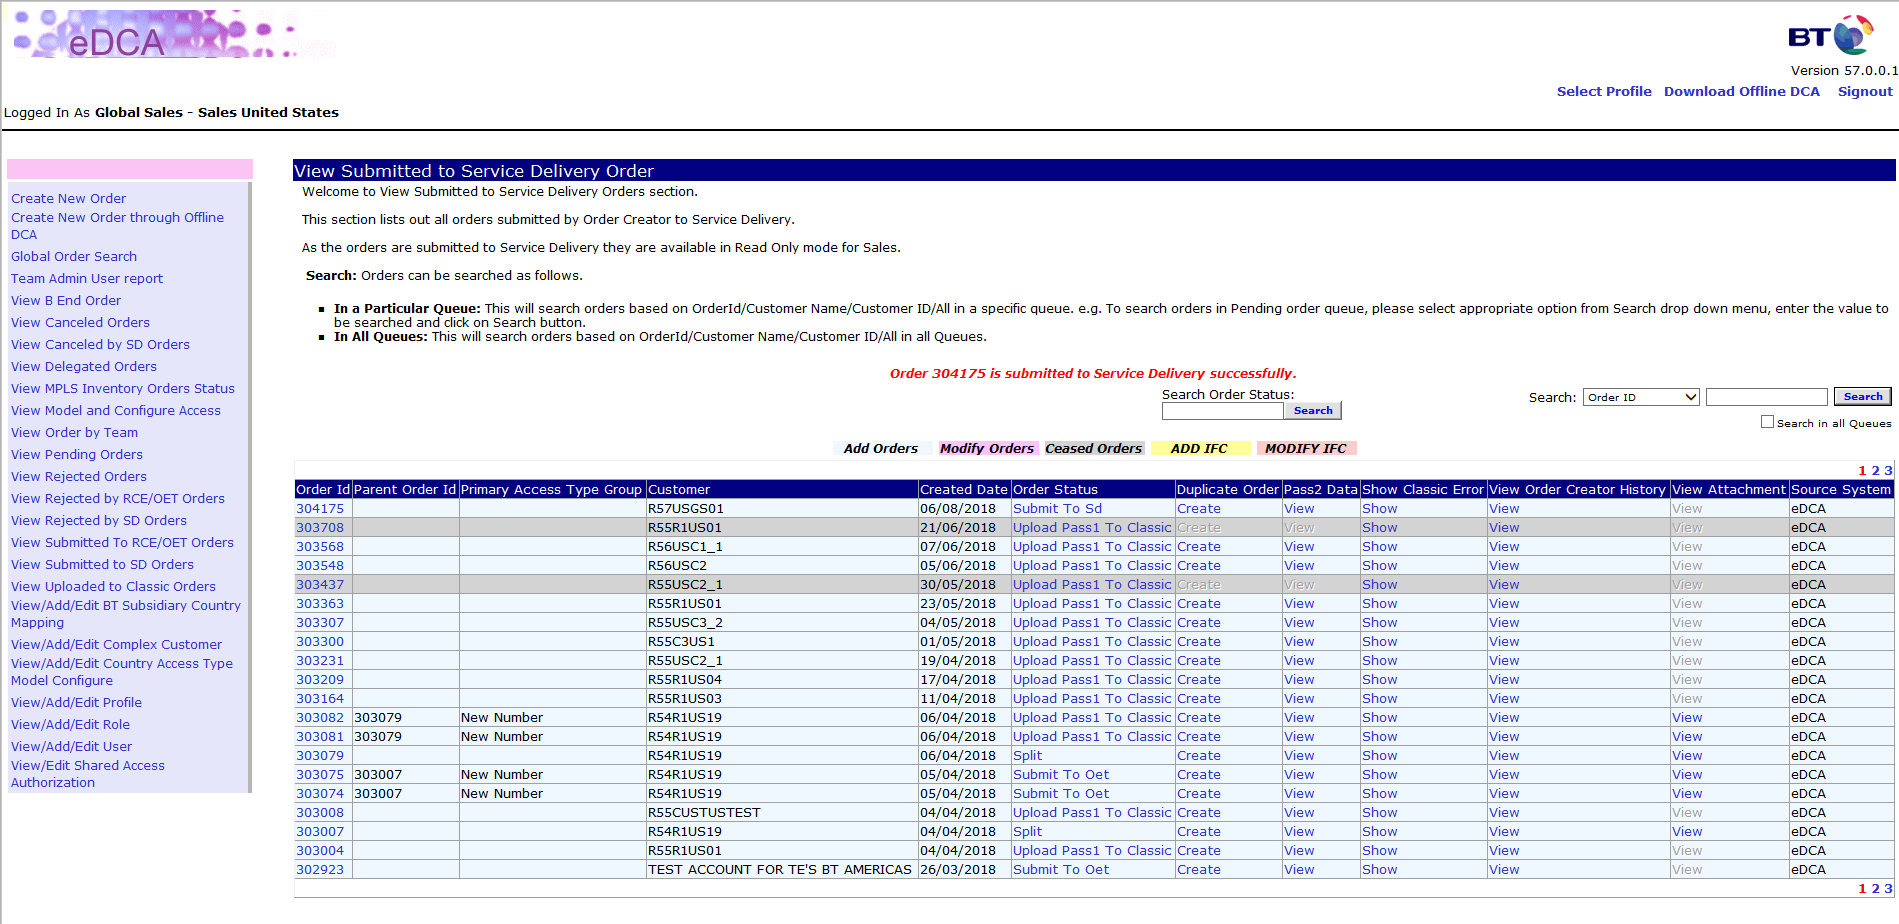 eDCA
BT
Version 57.0.0.1
Select Profile Download Offline DCA Signout
Logged In As Global Sales - Sales United States
Create New Order
Create New Order through Offline
DCA
Global Order Search
Team Admin User report
View B End Order
View Canceled Orders
View Canceled by SD Orders
View Delegated Orders
View MPLS Inventory Orders Status
View Model and Configure Access
View Order by Team
View Pending Orders
View Rejected Orders
View Rejected by RCE/OET Orders
View Rejected by SD Orders
View Submitted To RCE/OET Orders
View Submitted to SD Orders
View Uploaded to Classic Orders
View/Add/Edit BT Subsidiary Country
Mapping
View/Add/Edit Complex Customer
View/Add/Edit Country Access Type
Model Configure
View/Add/Edit Profile
View/Add/Edit Role
View/Add/Edit User
View/Edit Shared Access
Authorization
View Submitted to Service Delivery Order
Welcome to View Submitted to Service Delivery Orders section.
This section lists out all orders submitted by Order Creator to Service Delivery.
As the orders are submitted to Service Delivery they are available in Read Only mode for Sales.
Search: Orders can be searched as follows.
In a Particular Queue: This will search orders based on OrderId/Customer Name/Customer ID/All in a specific queue. e.g. To search orders in Pending order queue, please select appropriate option from Search drop down menu, enter the value to
be searched and click on Search button.
In All Queues: This will search orders based on OrderId/Customer Name/Customer ID/All in all Queues.
Order 304175 is submitted to Service Delivery successfully.
Search Order Status:
Search
Search: Order ID Search
Search in all Queues
Add Orders Modify Orders Ceased Orders ADD IFC MODIFY IFC
1 2 3
Order Id Parent Order Id Primary Access Type Group Customer Created Date Order Status Duplicate Order Pass2 Data Show Classic Error View Order Creator History View Attachment Source System
304175 R57USGS01 06/08/2018 Submit To Sd Create View Show View View eDCA
303708 R55R1US01 21/06/2018 Upload Pass1 To Classic Create View Show View View eDCA
303568 R56USC1_1 07/06/2018 Upload Pass1 To Classic Create View Show View View eDCA
303548 R56USC2 05/06/2018 Upload Pass1 To Classic Create View Show View View eDCA
303437 R55USC2_1 30/05/2018 Upload Pass1 To Classic Create View Show View View eDCA
303363 R55R1US01 23/05/2018 Upload Pass1 To Classic Create View Show View View eDCA
303307 R55USC3_2 04/05/2018 Upload Pass1 To Classic Create View Show View View eDCA
303300 R55C3US1 01/05/2018 Upload Pass1 To Classic Create View Show View View eDCA
303231 R55USC2_1 19/04/2018 Upload Pass1 To Classic Create View Show View View eDCA
303209 R55R1US04 17/04/2018 Upload Pass1 To Classic Create View Show View View eDCA
303164 R55R1US03 11/04/2018 Upload Pass1 To Classic Create View Show View View eDCA
303082 303079 New Number R54R1US19 06/04/2018 Upload Pass1 To Classic Create View Show View View eDCA
303081 303079 New Number R54R1US19 06/04/2018 Upload Pass1 To Classic Create View Show View View eDCA
303079 R54R1US19 06/04/2018 Split Create View Show View View eDCA
303075 303007 New Number R54R1US19 05/04/2018 Submit To Oet Create View Show View View eDCA
303074 303007 New Number R54R1US19 05/04/2018 Submit To Oet Create View Show View View eDCA
303008 R55CUSTUSTEST 04/04/2018 Upload Pass1 To Classic Create View Show View View eDCA
303007 R54R1US19 04/04/2018 Split Create View Show View View eDCA
303004 R55R1US01 04/04/2018 Upload Pass1 To Classic Create View Show View View eDCA
302923 TEST ACCOUNT FOR TE'S BT AMERICAS 26/03/2018 Submit To Oet Create View Show View View eDCA
1 2 3